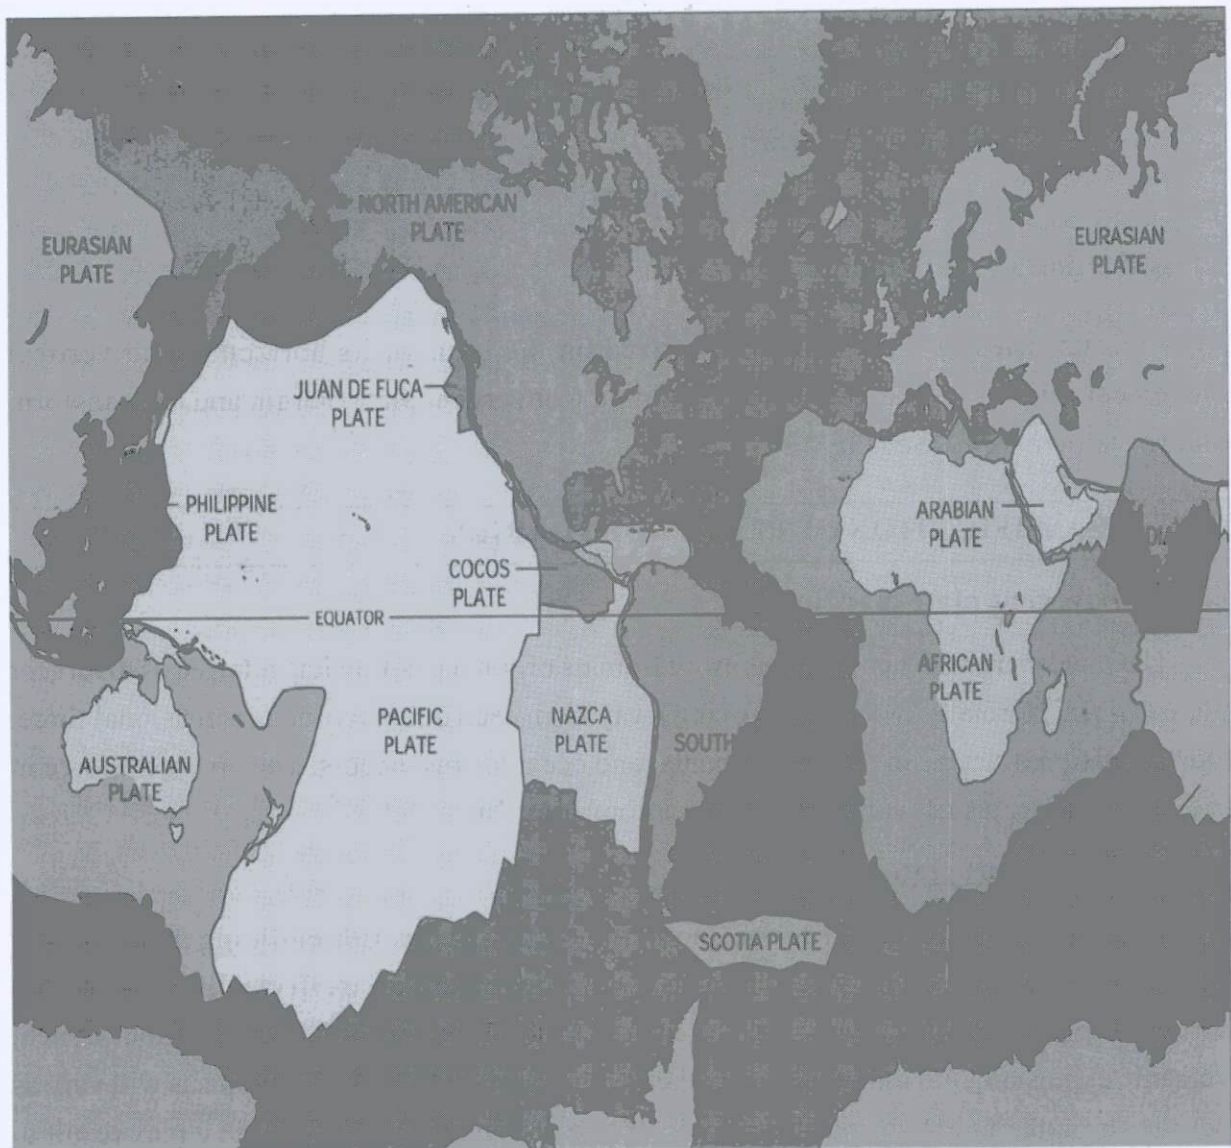 NORTH AMERICAN
PLATE
EURASIAN
PLATE
EURASIAN
PLATE
JUAN DE FUCA
PLATE
PHILIPPINE
PLATE
ARABIAN
PLATE
COCOS
PLATE
EQUATOR
AFRICAN
PLATE
PACIFIC
PLATE
NAZCA
PLATE
SOUTH
AUSTRALIAN
PLATE
SCOTIA PLATE